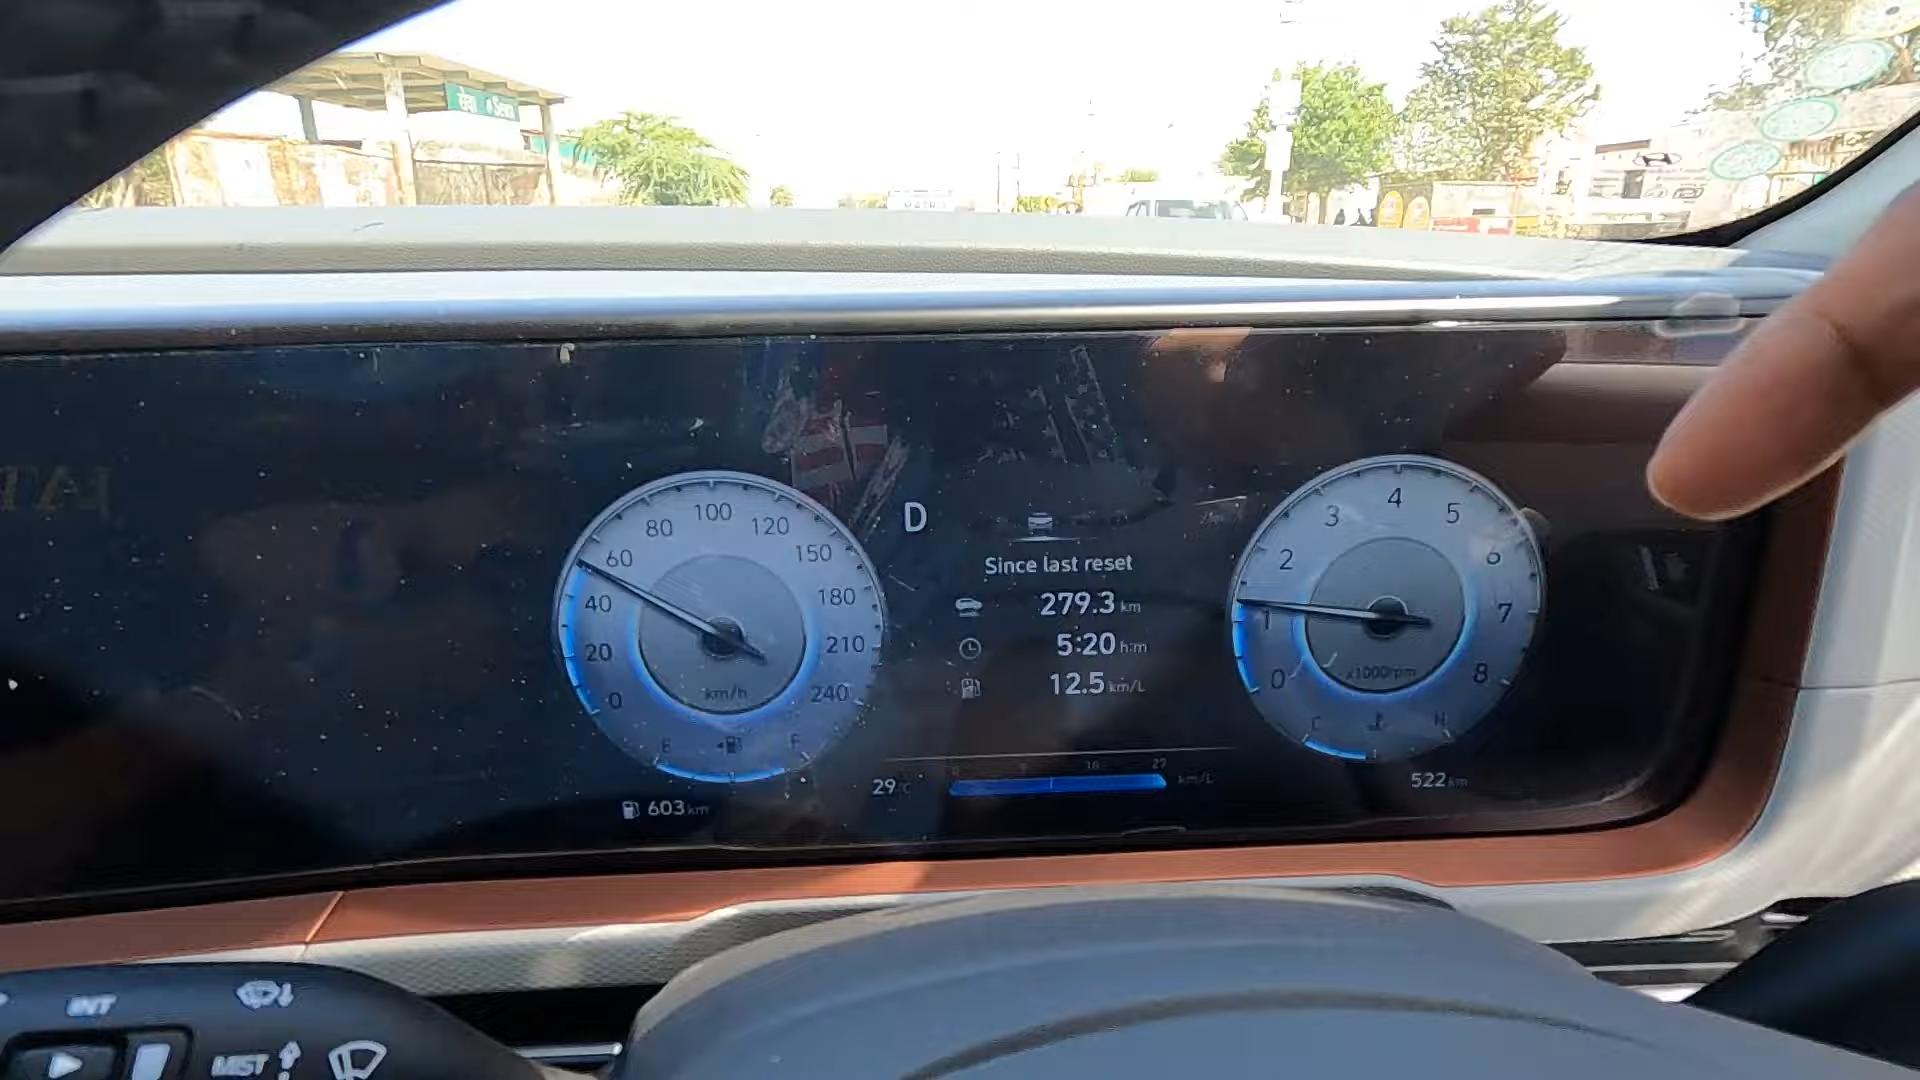 सेवा Seva
100
80
120
60
150
40
180
20
210
0
240
km/h
E
F
603 km
D
Since last reset
279.3 km
5:20 h:m
12.5 km/L
29 °C
27
km/L
4
3
5
2
6
1
7
0
8
x1000rpm
C
522 km
INT
MIST